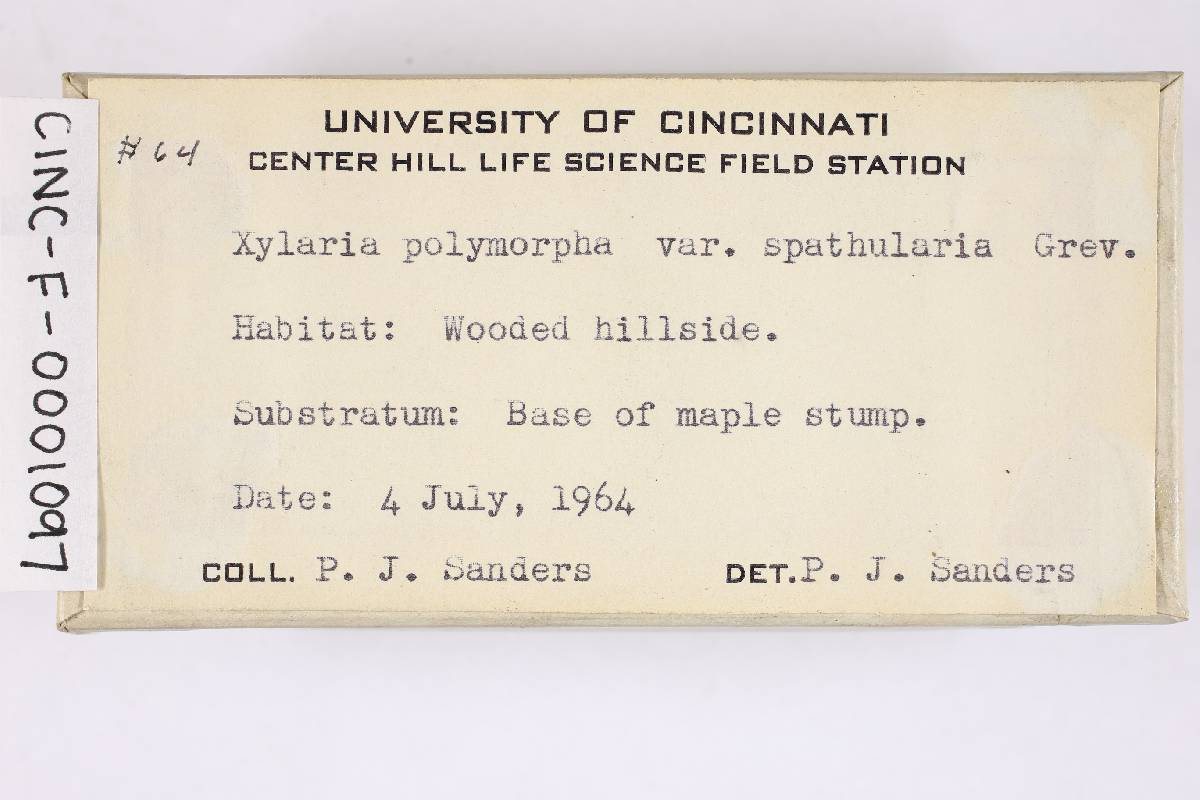 UNIVERSITY OF CINCINNATI
#64
CENTER HILL LIFE SCIENCE FIELD STATION
Xylaria polymorpha var. spathularia Grev.
Habitat: Wooded hillside.
Substratum: Base of maple stump.
Date: 4 July, 1964
COLL. P. J. Sanders DET. P. J. Sanders
CINC-F-0001097